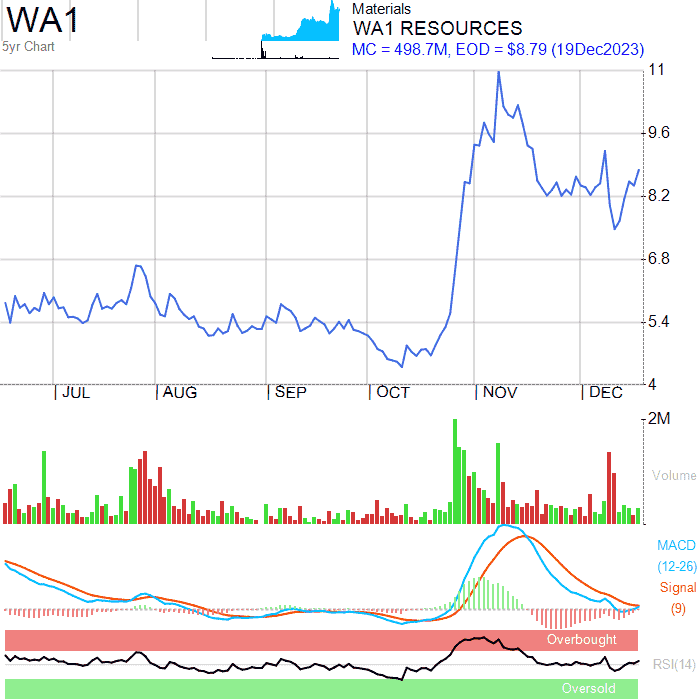 WA1
5yr Chart
Materials
WA1 RESOURCES
MC = 498.7M, EOD = $8.79 (19Dec2023)
11
9.6
8.2
6.8
5.4
4
JUL
AUG
SEP
OCT
NOV
DEC
2M
Volume
MACD
(12-26)
Signal
(9)
Overbought
RSI(14)
Oversold